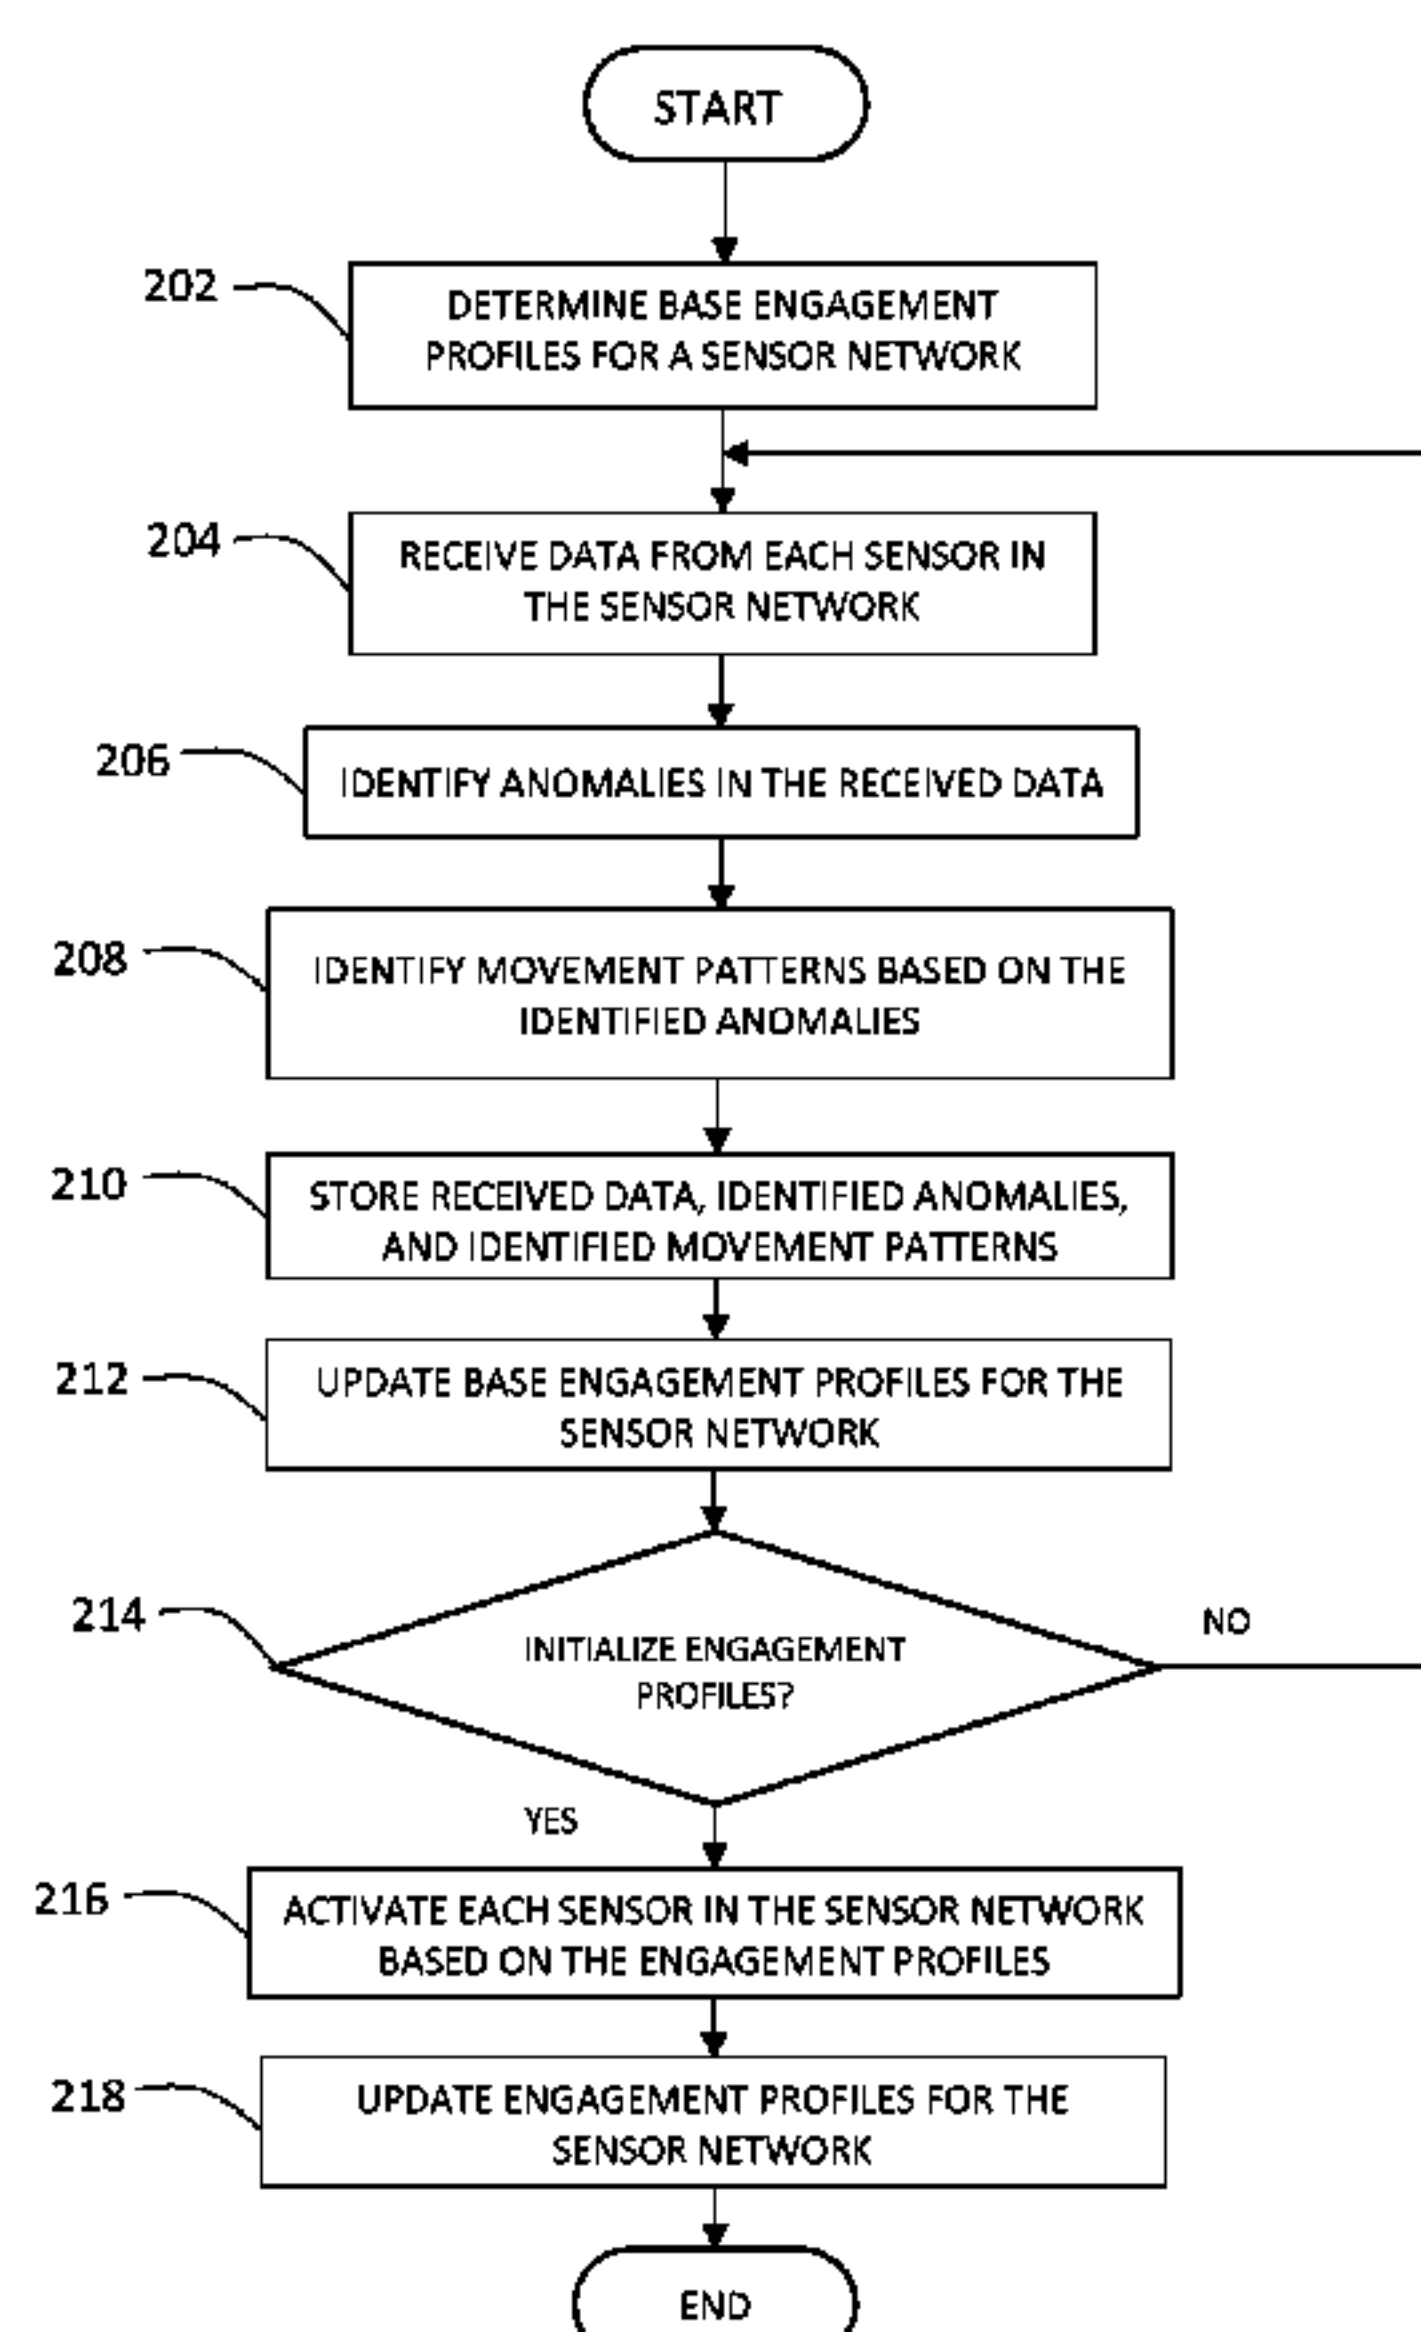 START
202
DETERMINE BASE ENGAGEMENT
PROFILES FOR A SENSOR NETWORK
204
RECEIVE DATA FROM EACH SENSOR IN
THE SENSOR NETWORK
206
IDENTIFY ANOMALIES IN THE RECEIVED DATA
208
IDENTIFY MOVEMENT PATTERNS BASED ON THE
IDENTIFIED ANOMALIES
210
STORE RECEIVED DATA, IDENTIFIED ANOMALIES,
AND IDENTIFIED MOVEMENT PATTERNS
212
UPDATE BASE ENGAGEMENT PROFILES FOR THE
SENSOR NETWORK
214
INITIALIZE ENGAGEMENT
PROFILES?
NO
YES
216
ACTIVATE EACH SENSOR IN THE SENSOR NETWORK
BASED ON THE ENGAGEMENT PROFILES
218
UPDATE ENGAGEMENT PROFILES FOR THE
SENSOR NETWORK
END